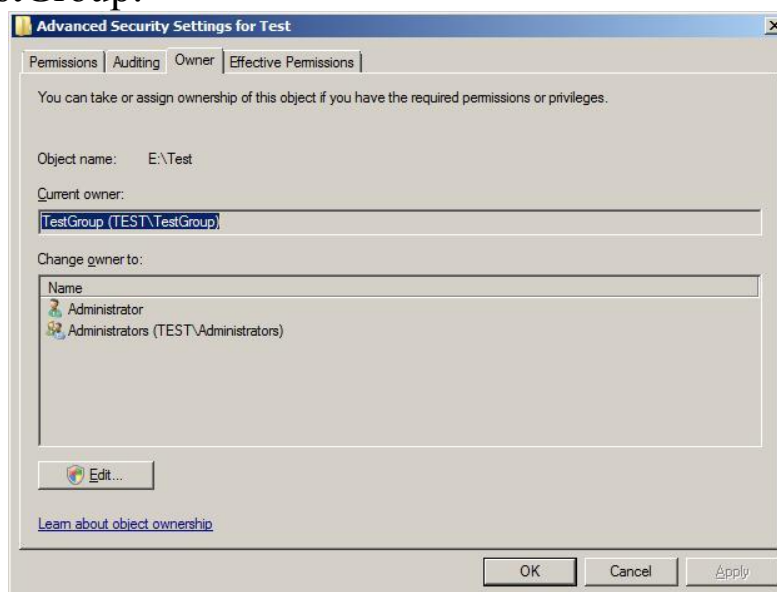 Advanced Security Settings for Test
Permissions Auditing Owner Effective Permissions
You can take or assign ownership of this object if you have the required permissions or privileges.
Object name: E:\Test
Current owner:
TestGroup (TEST\TestGroup)
Change owner to:
Name
Administrator
Administrators (TEST\Administrators)
Edit...
Learn about object ownership
OK Cancel Apply